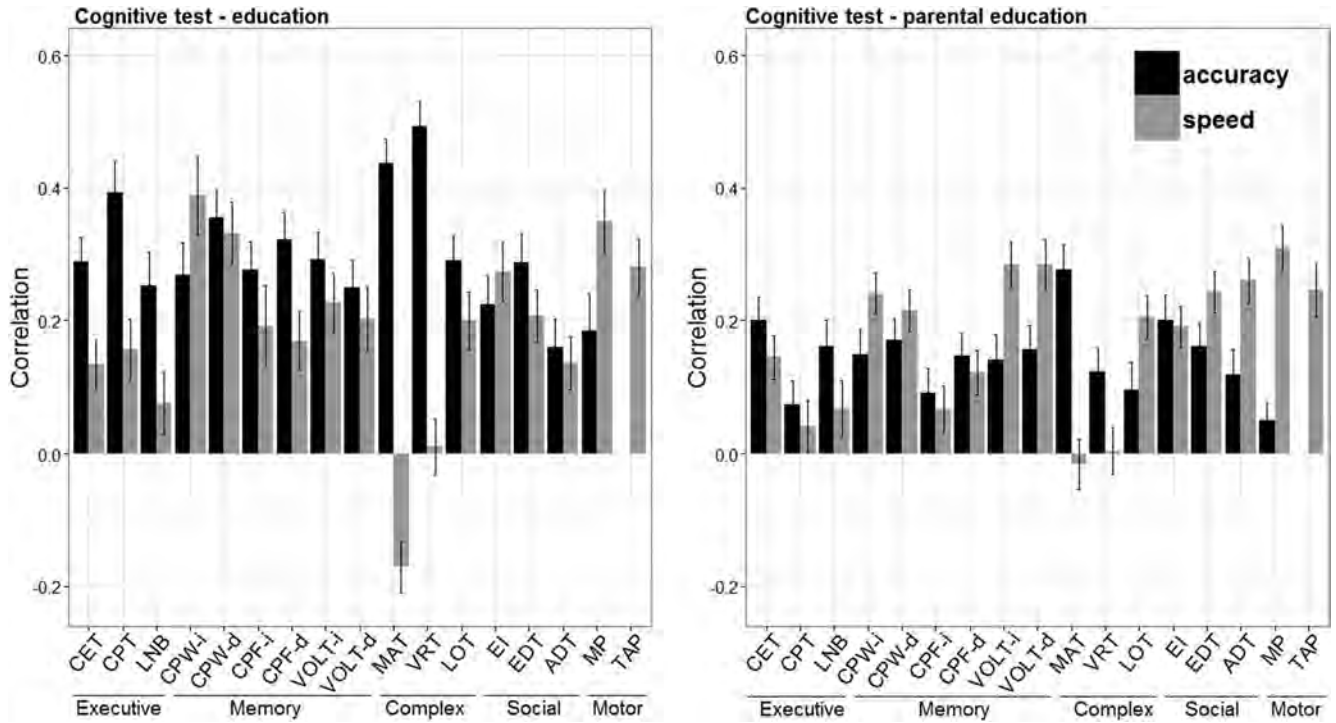 Cognitive test - education
0.6
0.4
0.2
0.0
-0.2
Correlation
CET
CPT
LNB
CPW-i
CPW-d
CPF-i
CPF-d
VOLT-i
VOLT-d
MAT
VRT
LOT
EI
EDT
ADT
MP
TAP
Executive Memory Complex Social Motor
Cognitive test - parental education
accuracy
speed
0.6
0.4
0.2
0.0
-0.2
Correlation
CET
CPT
LNB
CPW-i
CPW-d
CPF-i
CPF-d
VOLT-i
VOLT-d
MAT
VRT
LOT
EI
EDT
ADT
MP
TAP
Executive Memory Complex Social Motor